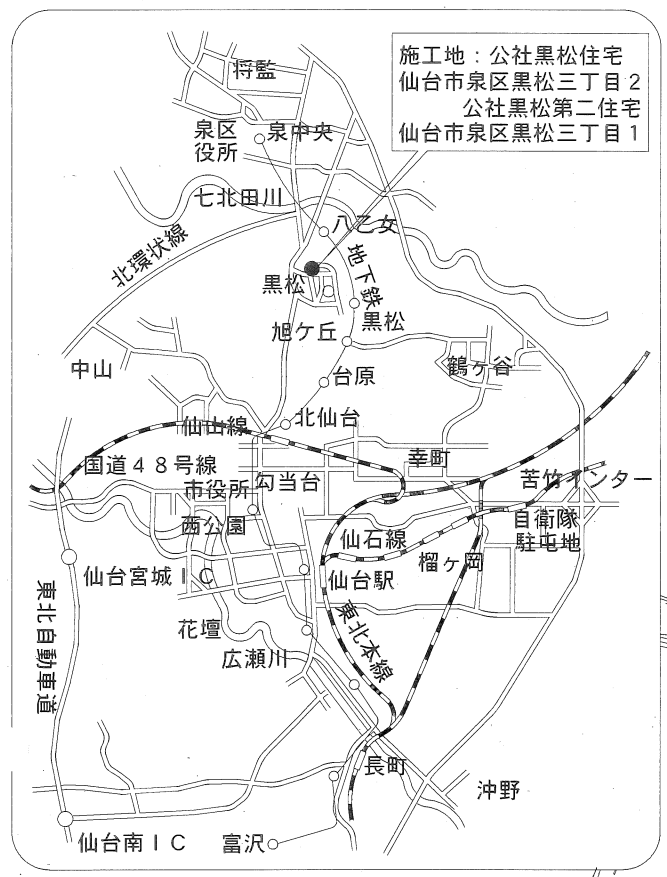 施工地：公社黒松住宅
仙台市泉区黒松三丁目2
公社黒松第二住宅
仙台市泉区黒松三丁目1
将監
泉区
役所
泉中央
七北田川
八乙女
北環状線
地下鉄
黒松
黒松
旭ケ丘
鶴ヶ谷
中山
台原
北仙台
仙山線
幸町
国道48号線
苦竹インター
市役所
勾当台
西公園
自衛隊
駐屯地
仙石線
榴ヶ岡
仙台宮城IC
仙台駅
東北自動車道
花壇
東北本線
広瀬川
長町
沖野
仙台南IC
富沢